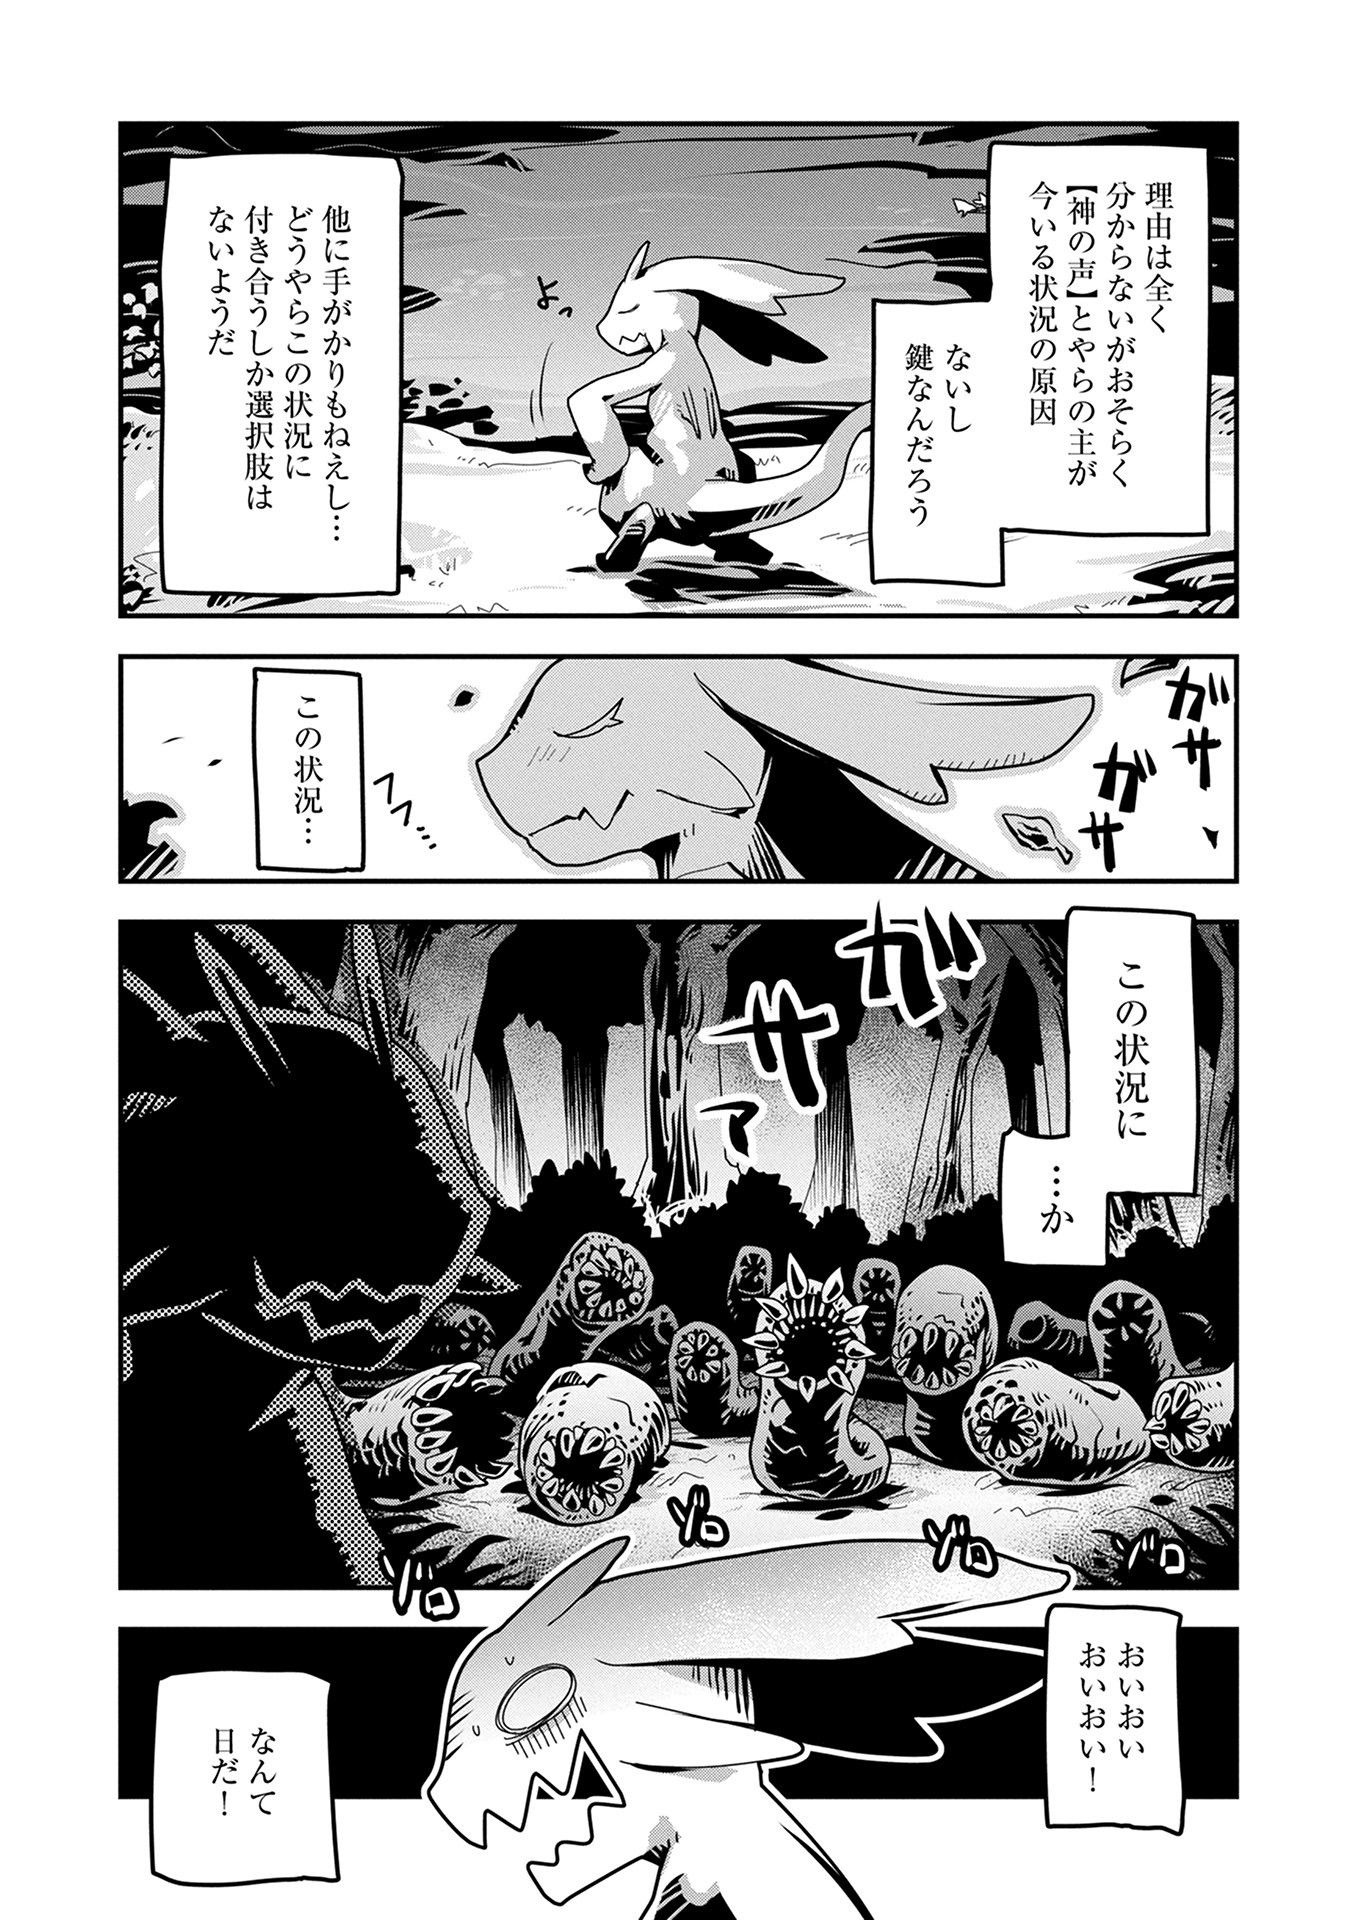 理由は全く
分からないがおそらく
【神の声】とやらの主が
今いる状況の原因
ないし
鍵なんだろう
よっ
他に手がかりもねえし…
どうやらこの状況に
付き合うしか選択肢は
ないようだ
ガサ
ガサ
フゥ…
この状況…
この状況に
…か
ガサァ
ゾロ
ゾロ
ゾロ
ゾロ
おいおい
おいおい！
なんて
日だ！